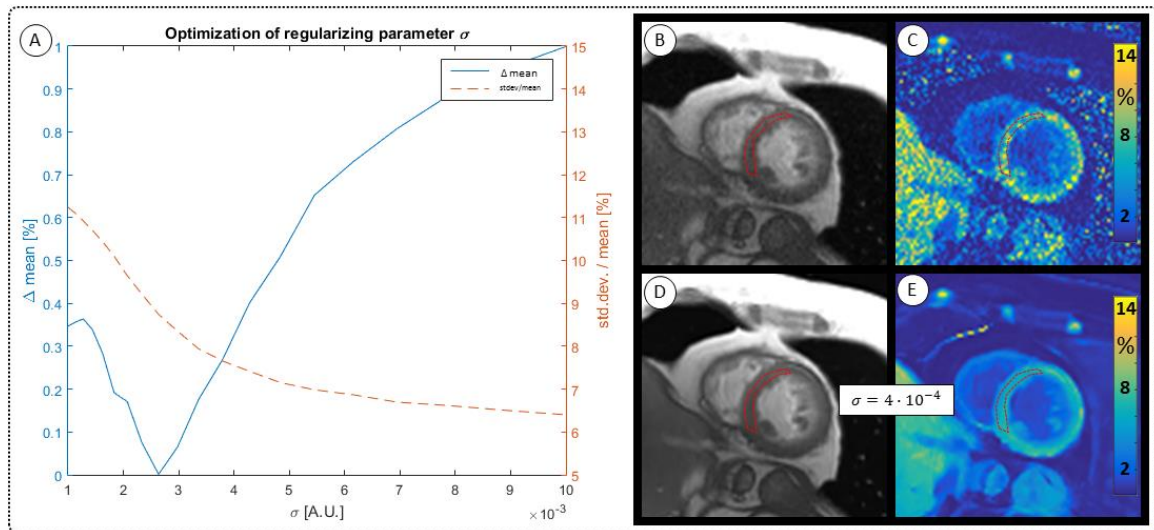 A
Optimization of regularizing parameter σ
Δ mean
stdev/mean
1
0.9
0.8
0.7
0.6
0.5
0.4
0.3
0.2
0.1
0
Δ mean [%]
15
14
13
12
11
10
9
8
7
6
5
std.dev. / mean [%]
1 2 3 4 5 6 7 8 9 10
σ [A.U.]
×10⁻³
B
C
14
%
8
2
D
E
14
%
8
2
σ = 4 · 10⁻⁴